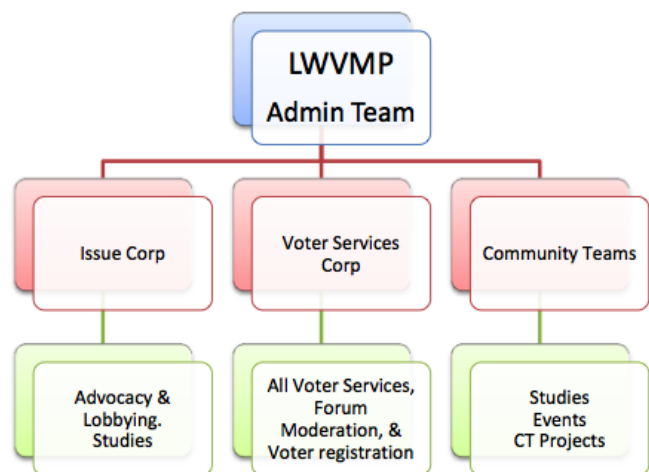 LWVMP
Admin Team
Issue Corp
Voter Services
Corp
Community Teams
Advocacy &
Lobbying.
Studies
All Voter Services,
Forum
Moderation, &
Voter registration
Studies
Events
CT Projects